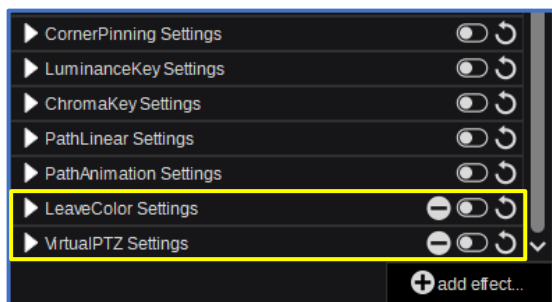 CornerPinning Settings
LuminanceKey Settings
ChromaKey Settings
PathLinear Settings
PathAnimation Settings
LeaveColor Settings
VirtualPTZ Settings
add effect...